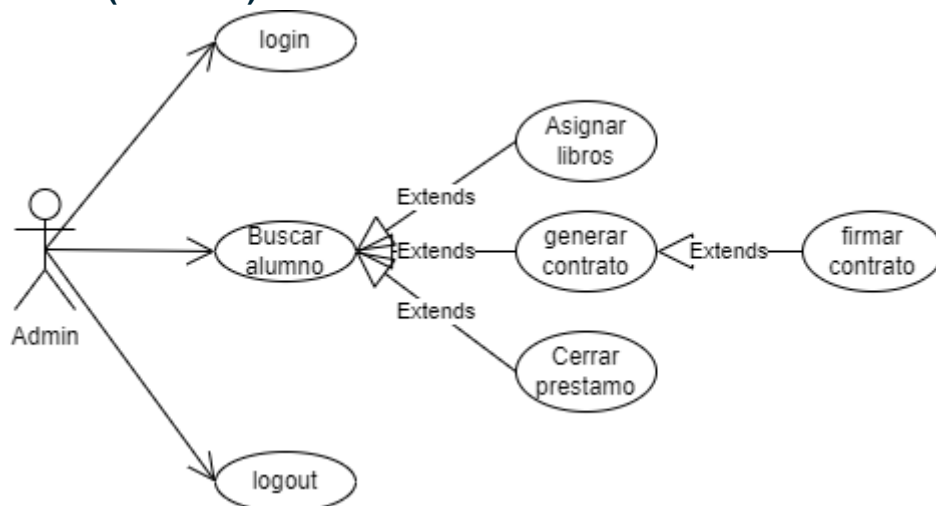 login
Asignar
libros
Extends
Buscar
alumno
Extends
generar
contrato
Extends
firmar
contrato
Extends
Admin
Cerrar
prestamo
logout